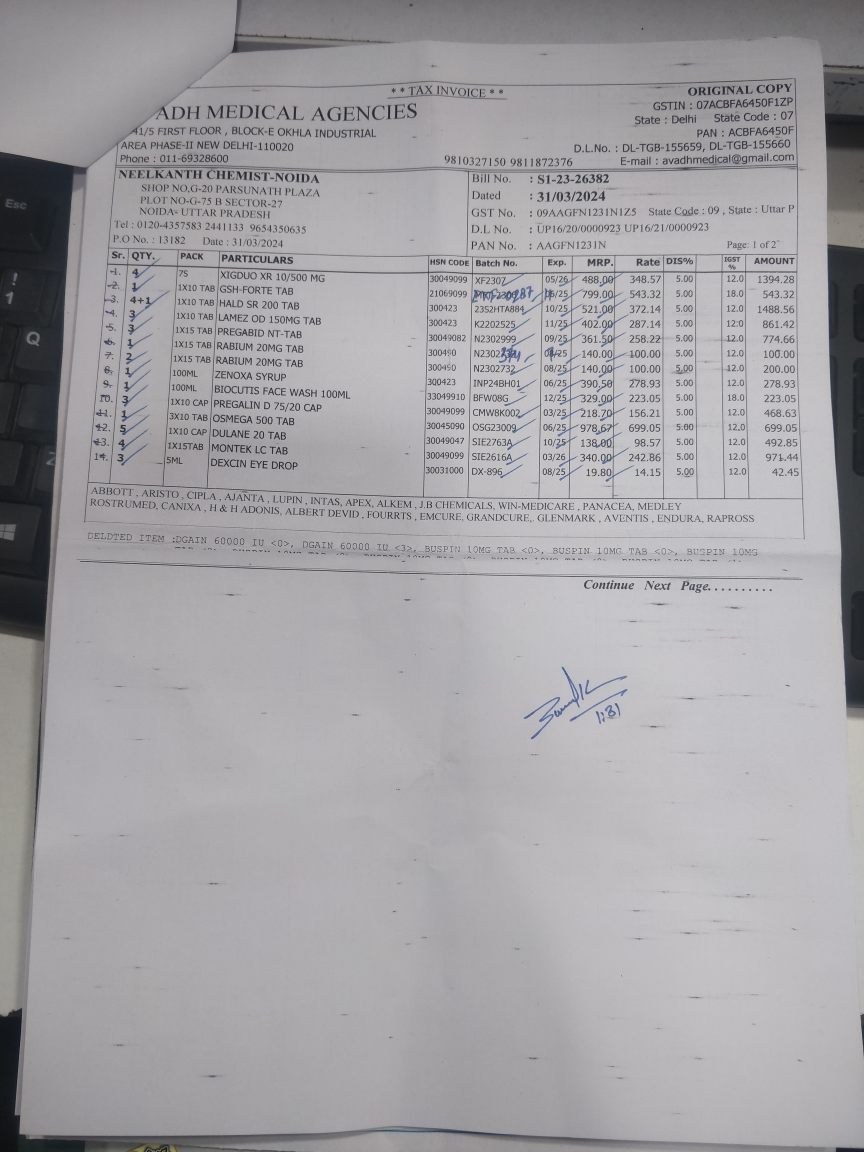 * * TAX INVOICE * *
ORIGINAL COPY
ADH MEDICAL AGENCIES
GSTIN : 07ACBFA6450F1ZP
41/5 FIRST FLOOR , BLOCK-E OKHLA INDUSTRIAL
State : Delhi State Code : 07
AREA PHASE-II NEW DELHI-110020
PAN : ACBFA6450F
Phone : 011-69328600
D.L.No. : DL-TGB-155659, DL-TGB-155660
9810327150 9811872376 E-mail : avadhmedical@gmail.com
NEELKANTH CHEMIST-NOIDA
SHOP NO,G-20 PARSUNATH PLAZA
PLOT NO-G-75 B SECTOR-27
NOIDA- UTTAR PRADESH
Tel : 0120-4357583 2441133 9654350635
P.O No. : 13182 Date : 31/03/2024
Bill No. : S1-23-26382
Dated : 31/03/2024
GST No. : 09AAGFN1231N1Z5 State Code : 09 , State : Uttar P
D.L No. : UP16/20/0000923 UP16/21/0000923
PAN No. : AAGFN1231N Page: 1 of 2
Sr. QTY. PACK PARTICULARS HSN CODE Batch No. Exp. MRP. Rate DIS% IGST % AMOUNT
1. 4 7S XIGDUO XR 10/500 MG 30049099 XF2307 05/26 488.00 348.57 5.00 12.0 1394.28
2. 1 1X10 TAB GSH-FORTE TAB 21069099 /25 799.00 543.32 5.00 18.0 543.32
3. 4+1 1X10 TAB HALD SR 200 TAB 300423 23S2HTA884 10/25 521.00 372.14 5.00 12.0 1488.56
4. 3 1X10 TAB LAMEZ OD 150MG TAB 300423 K2202525 11/25 402.00 287.14 5.00 12.0 861.42
5. 3 1X15 TAB PREGABID NT-TAB 30049082 N2302999 09/25 361.50 258.22 5.00 12.0 774.66
6. 1 1X15 TAB RABIUM 20MG TAB 300490 N2302374 /25 140.00 100.00 5.00 12.0 100.00
7. 2 1X15 TAB RABIUM 20MG TAB 300490 N2302732 08/25 140.00 100.00 5.00 12.0 200.00
8. 1 100ML ZENOXA SYRUP 300423 INP24BH01 06/25 390.50 278.93 5.00 12.0 278.93
9. 1 100ML BIOCUTIS FACE WASH 100ML 33049910 BFW08G 12/25 329.00 223.05 5.00 18.0 223.05
10. 3 1X10 CAP PREGALIN D 75/20 CAP 30049099 CMW8K002 03/25 218.70 156.21 5.00 12.0 468.63
11. 1 3X10 TAB OSMEGA 500 TAB 30045090 OSG23009 06/25 978.67 699.05 5.00 12.0 699.05
12. 5 1X10 CAP DULANE 20 TAB 30049047 SIE2763A 10/25 138.00 98.57 5.00 12.0 492.85
13. 4 1X15TAB MONTEK LC TAB 30049099 SIE2616A 03/26 340.00 242.86 5.00 12.0 971.44
14. 3 5ML DEXCIN EYE DROP 30031000 DX-896 08/25 19.80 14.15 5.00 12.0 42.45
ABBOTT , ARISTO , CIPLA , AJANTA , LUPIN , INTAS, APEX, ALKEM , J.B CHEMICALS, WIN-MEDICARE , PANACEA, MEDLEY
ROSTRUMED, CANIXA , H & H ADONIS, ALBERT DEVID , FOURRTS , EMCURE, GRANDCURE,. GLENMARK , AVENTIS , ENDURA, RAPROSS
DELDTED ITEM :DGAIN 60000 IU <0>, DGAIN 60000 IU <3>, BUSPIN 10MG TAB <0>, BUSPIN 10MG TAB <0>, BUSPIN 10MG
Continue Next Page..........